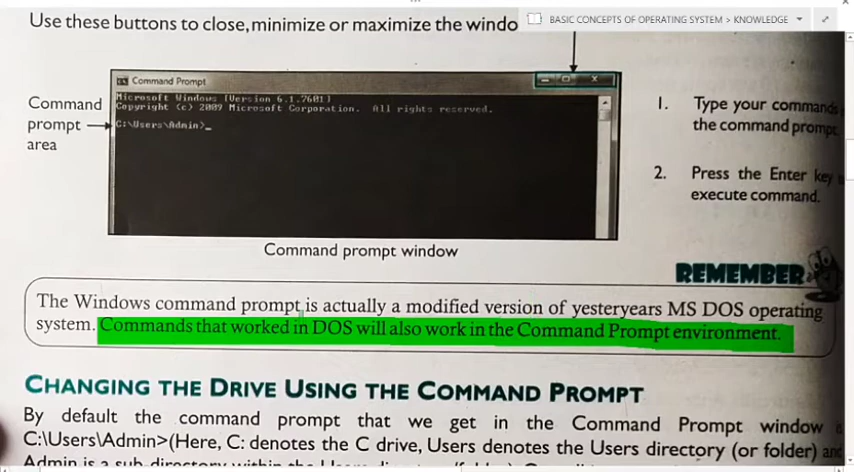 Use these buttons to close, minimize or maximize the windo
BASIC CONCEPTS OF OPERATING SYSTEM > KNOWLEDGE
Command Prompt
Microsoft Windows [Version 6.1.7601]
Copyright (c) 2009 Microsoft Corporation. All rights reserved.
C:\Users\Admin>_
Command
prompt
area
1. Type your commands
the command prompt
2. Press the Enter key
execute command.
Command prompt window
REMEMBER
The Windows command prompt is actually a modified version of yesteryears MS DOS operating
system. Commands that worked in DOS will also work in the Command Prompt environment.
CHANGING THE DRIVE USING THE COMMAND PROMPT
By default the command prompt that we get in the Command Prompt window
C:\Users\Admin>(Here, C: denotes the C drive, Users denotes the Users directory (or folder) and
Admin is a sub directory within the